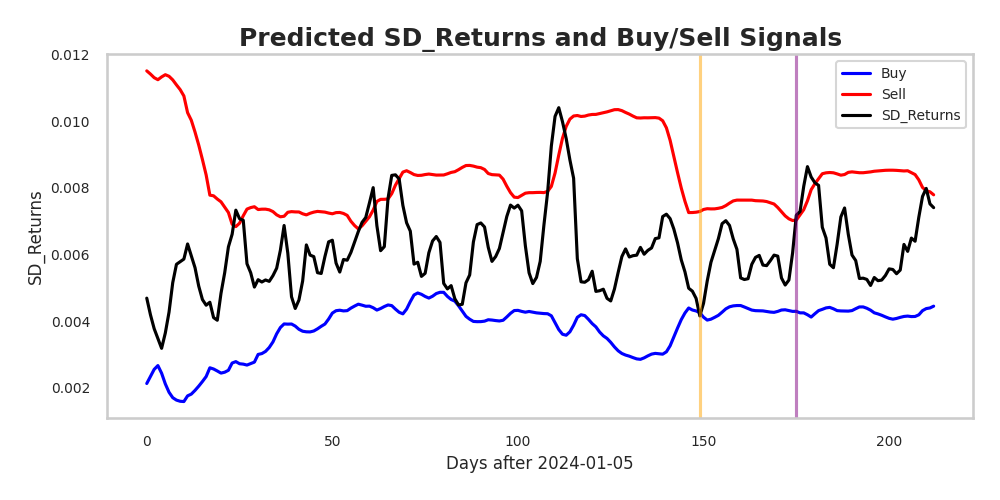 Predicted SD_Returns and Buy/Sell Signals
0.012
0.010
0.008
0.006
0.004
0.002
SD_Returns
Buy
Sell
SD_Returns
0
50
100
150
200
Days after 2024-01-05